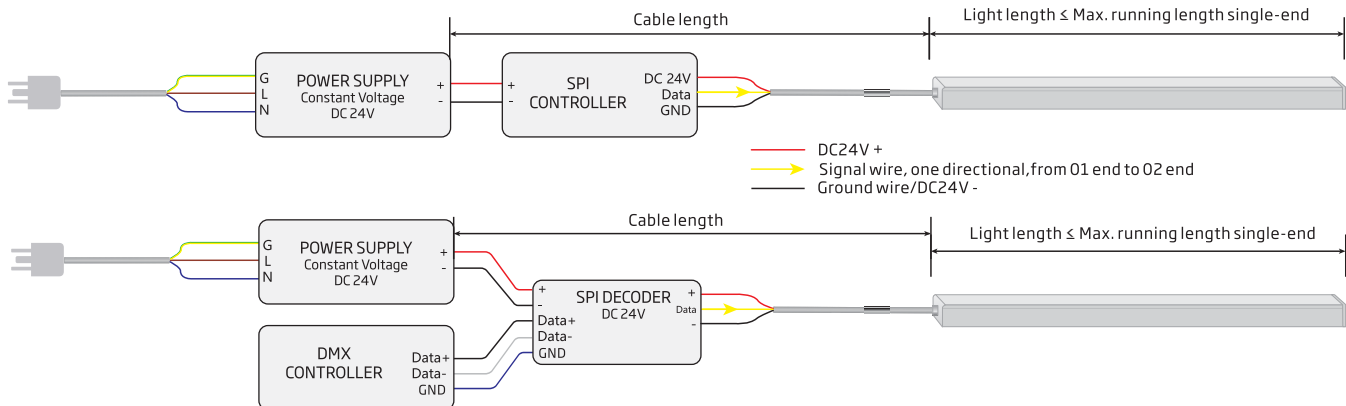 Cable length
Light length ≤ Max. running length single-end
G
L
N
POWER SUPPLY
Constant Voltage
DC 24V
+
-
+
-
SPI
CONTROLLER
DC 24V
Data
GND
DC24V +
Signal wire, one directional,from 01 end to 02 end
Ground wire/DC24V -
Cable length
Light length ≤ Max. running length single-end
G
L
N
POWER SUPPLY
Constant Voltage
DC 24V
+
-
+
-
Data+
Data-
GND
SPI DECODER
DC 24V
+
Data
-
DMX
CONTROLLER
Data+
Data-
GND